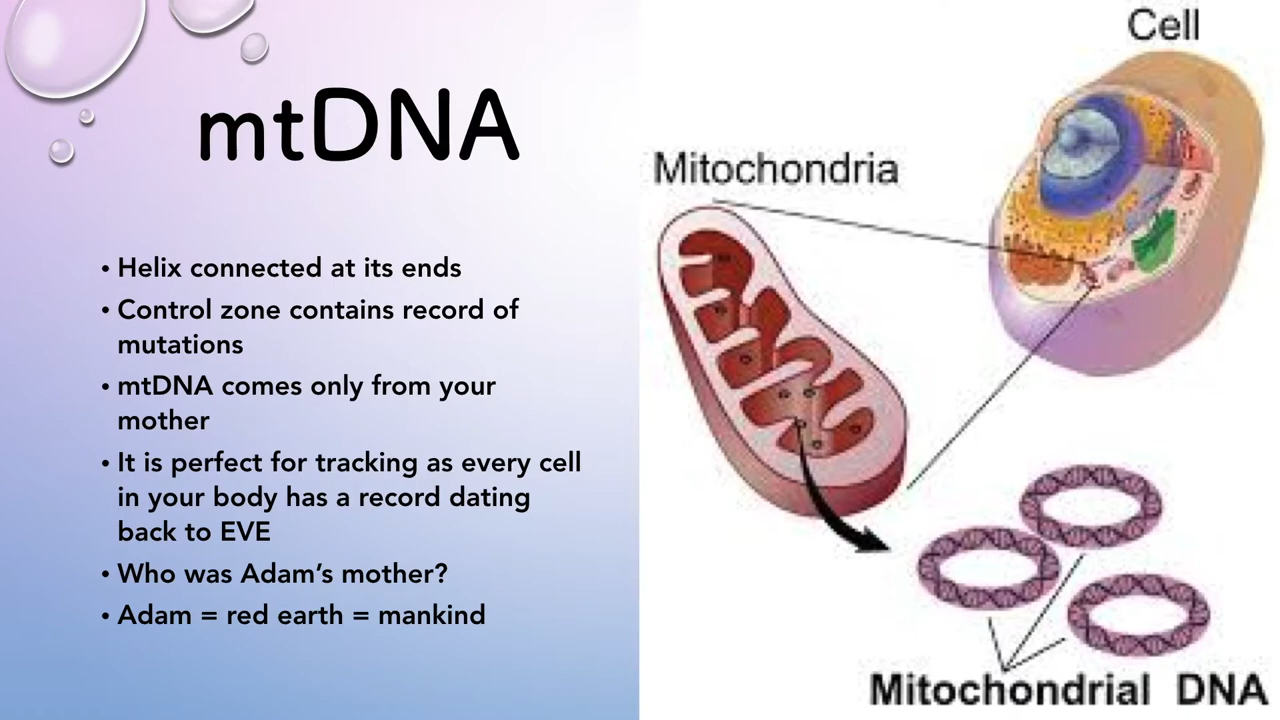 mtDNA
• Helix connected at its ends
• Control zone contains record of
mutations
• mtDNA comes only from your
mother
• It is perfect for tracking as every cell
in your body has a record dating
back to EVE
• Who was Adam’s mother?
• Adam = red earth = mankind
Cell
Mitochondria
Mitochondrial DNA